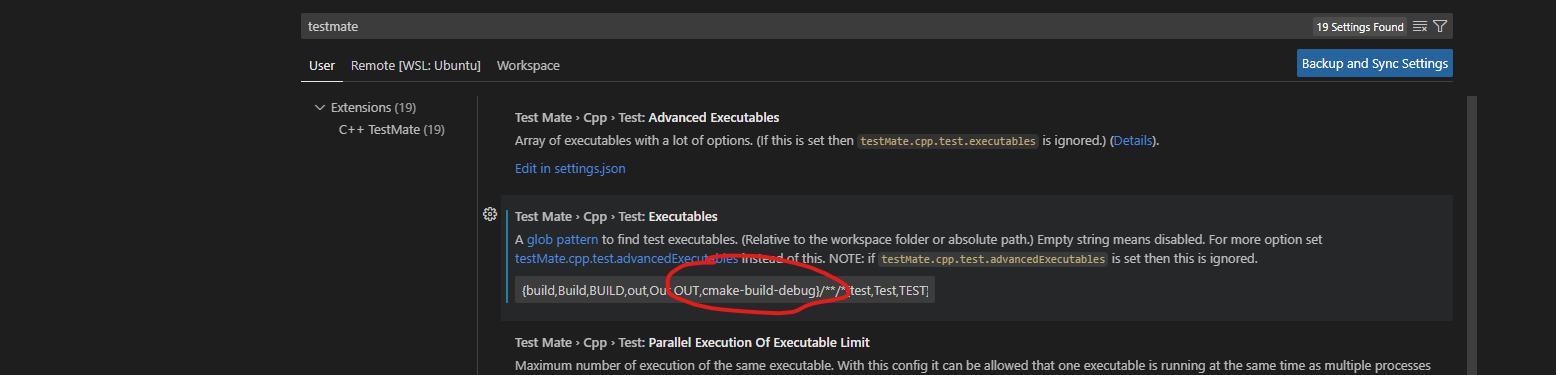 testmate
19 Settings Found
User Remote [WSL: Ubuntu] Workspace
Backup and Sync Settings
Extensions (19)
C++ TestMate (19)
Test Mate › Cpp › Test: Advanced Executables
Array of executables with a lot of options. (If this is set then testMate.cpp.test.executables is ignored.) (Details).
Edit in settings.json
Test Mate › Cpp › Test: Executables
A glob pattern to find test executables. (Relative to the workspace folder or absolute path.) Empty string means disabled. For more option set
testMate.cpp.test.advancedExecutables instead of this. NOTE: if testMate.cpp.test.advancedExecutables is set then this is ignored.
{build,Build,BUILD,out,Out,OUT,cmake-build-debug}/**/*{test,Test,TEST}
Test Mate › Cpp › Test: Parallel Execution Of Executable Limit
Maximum number of execution of the same executable. With this config it can be allowed that one executable is running at the same time as multiple processes